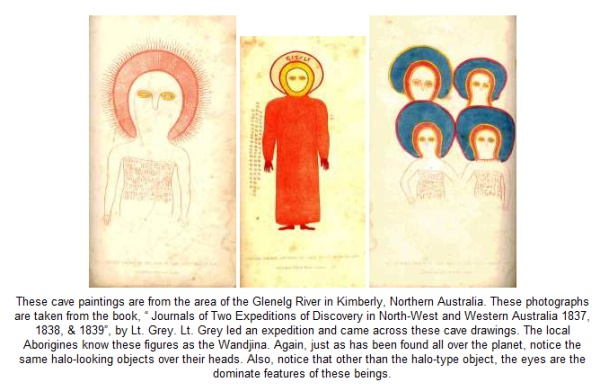 These cave paintings are from the area of the Glenelg River in Kimberly, Northern Australia. These photographs
are taken from the book, “ Journals of Two Expeditions of Discovery in North-West and Western Australia 1837,
1838, & 1839”, by Lt. Grey. Lt. Grey led an expedition and came across these cave drawings. The local
Aborigines know these figures as the Wandjina. Again, just as has been found all over the planet, notice the
same halo-looking objects over their heads. Also, notice that other than the halo-type object, the eyes are the
dominate features of these beings.